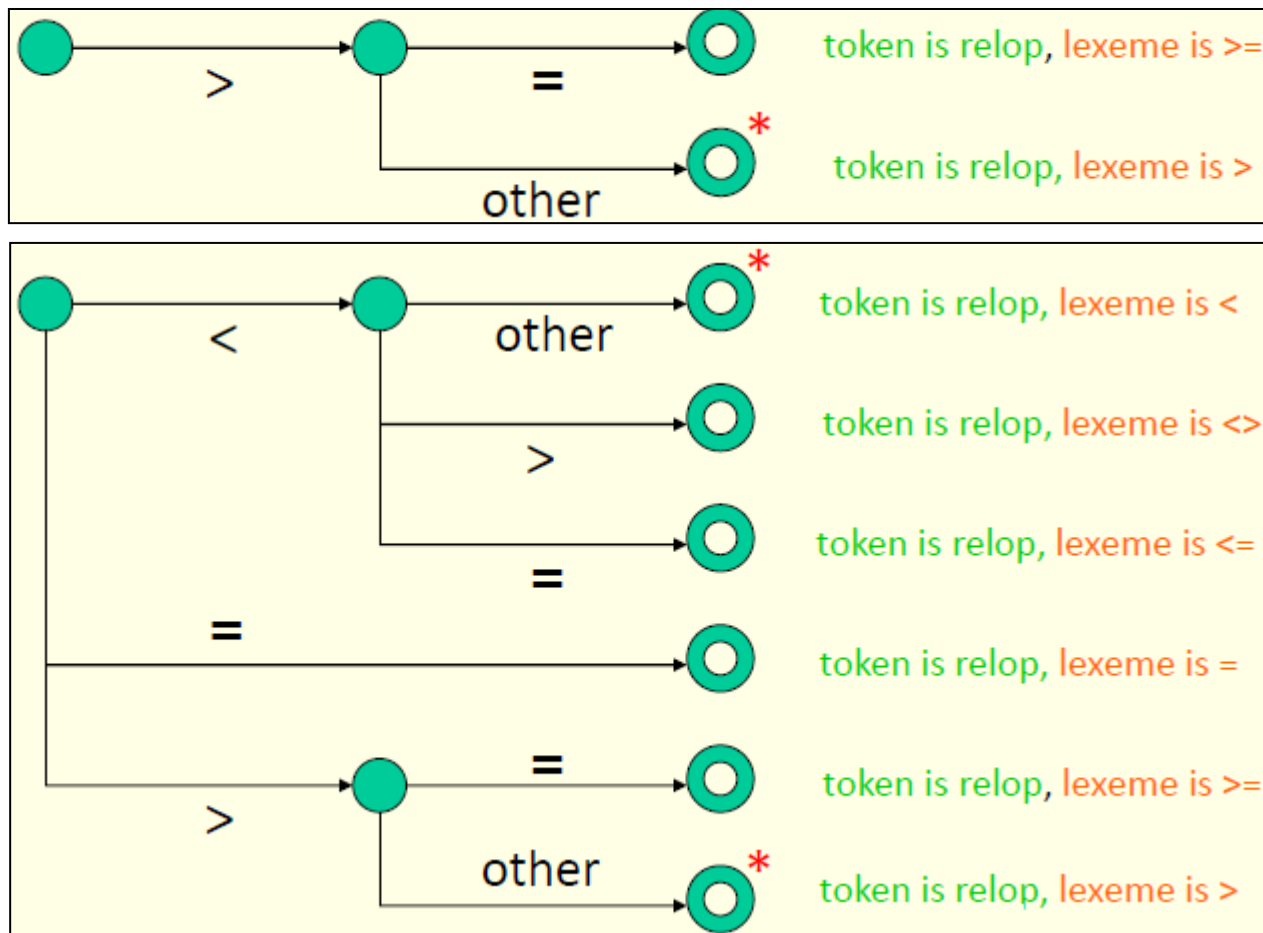 > = token is relop, lexeme is >=
*
other token is relop, lexeme is >
*
< other token is relop, lexeme is <
> token is relop, lexeme is <>
= token is relop, lexeme is <=
= token is relop, lexeme is =
> = token is relop, lexeme is >=
*
other token is relop, lexeme is >